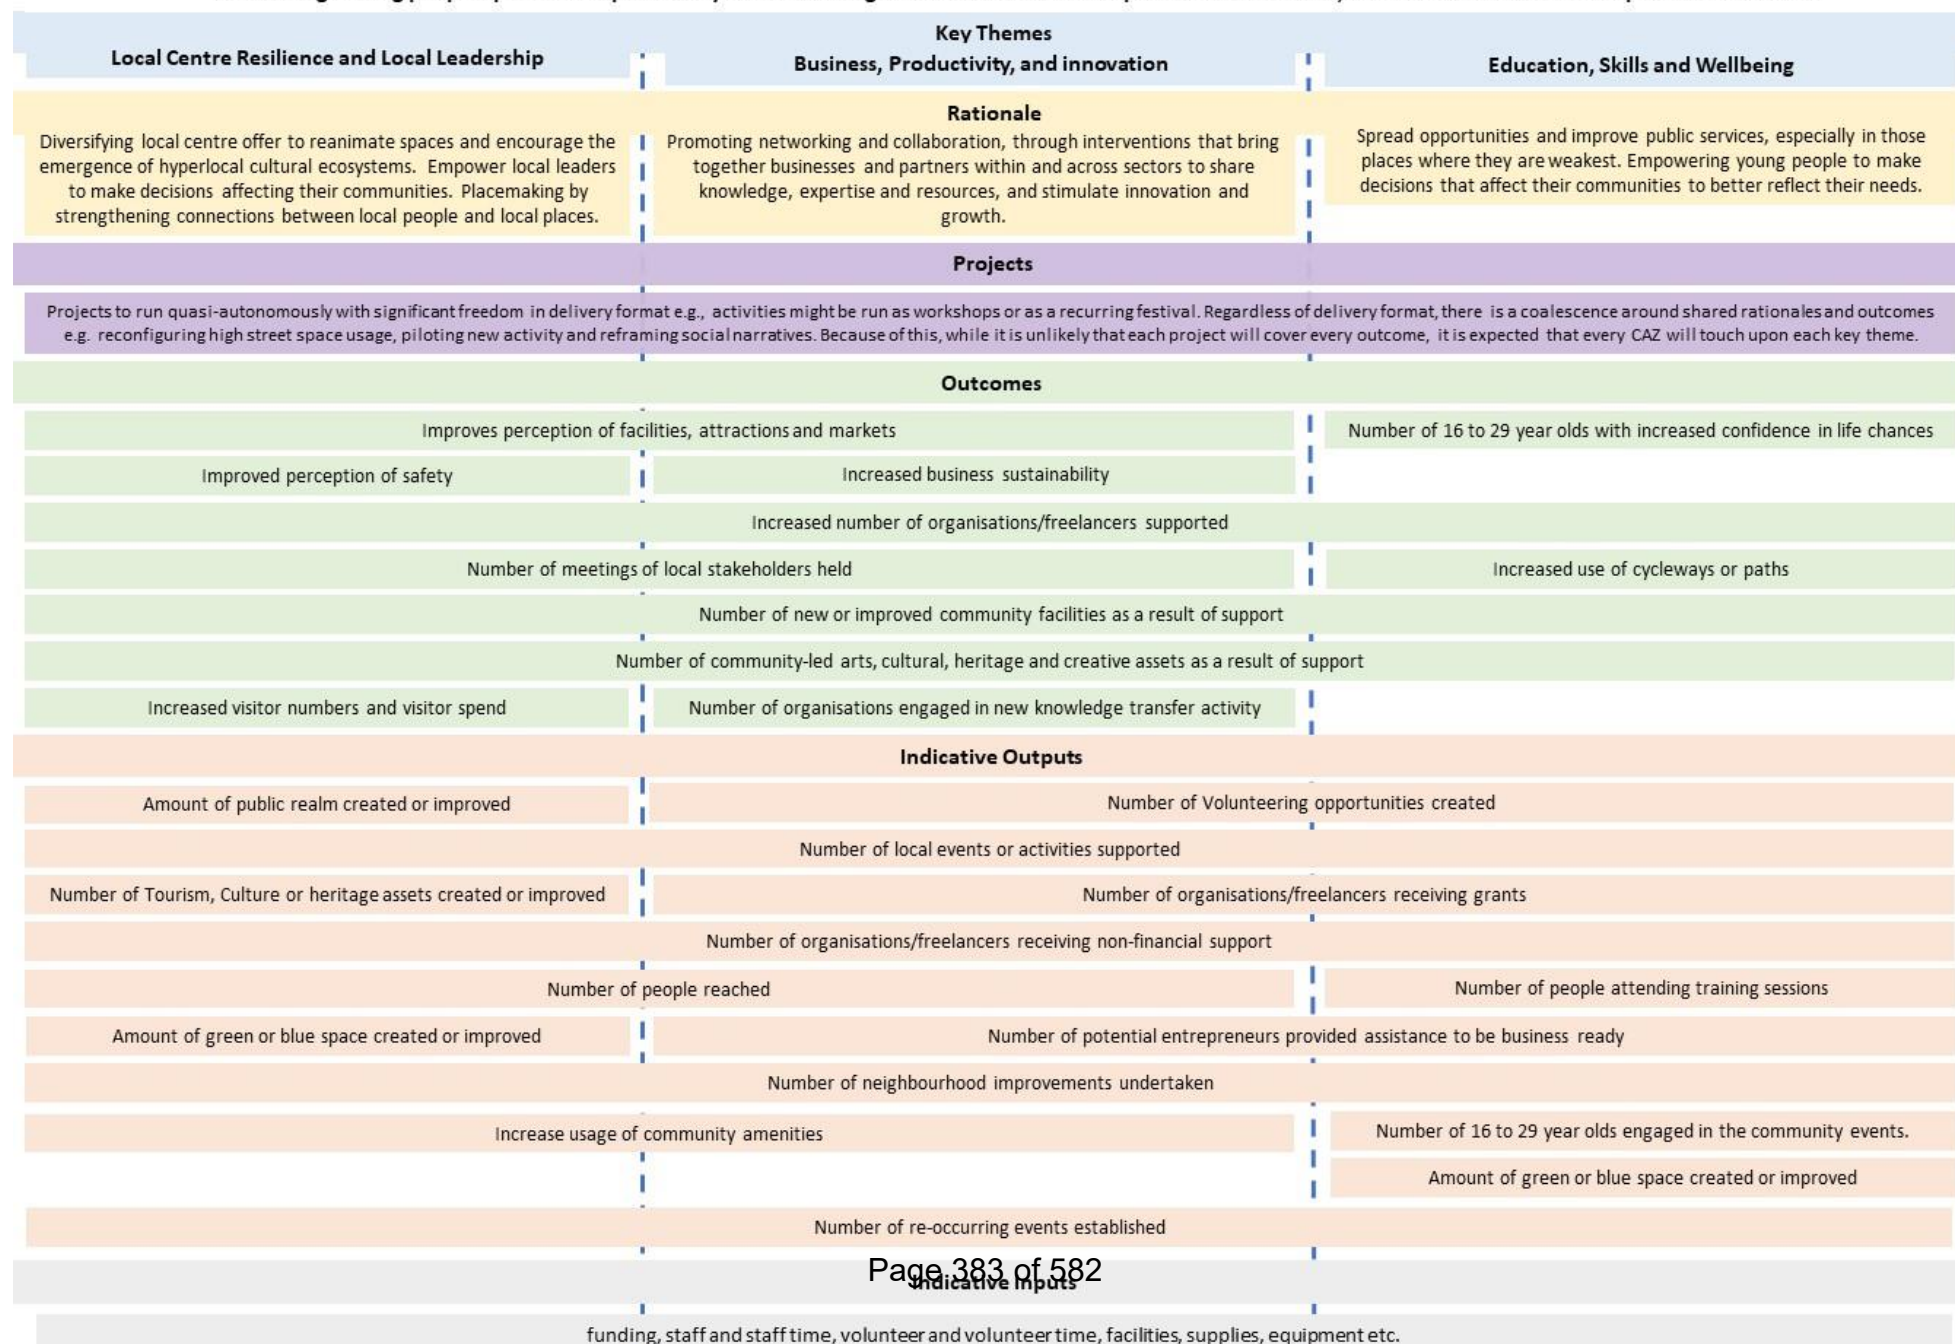 Key Themes
Local Centre Resilience and Local Leadership
Business, Productivity, and innovation
Education, Skills and Wellbeing
Rationale
Diversifying local centre offer to reanimate spaces and encourage the
emergence of hyperlocal cultural ecosystems. Empower local leaders
to make decisions affecting their communities. Placemaking by
strengthening connections between local people and local places.
Promoting networking and collaboration, through interventions that bring
together businesses and partners within and across sectors to share
knowledge, expertise and resources, and stimulate innovation and
growth.
Spread opportunities and improve public services, especially in those
places where they are weakest. Empowering young people to make
decisions that affect their communities to better reflect their needs.
Projects
Projects to run quasi-autonomously with significant freedom in delivery format e.g., activities might be run as workshops or as a recurring festival. Regardless of delivery format, there is a coalescence around shared rationales and outcomes
e.g. reconfiguring high street space usage, piloting new activity and reframing social narratives. Because of this, while it is unlikely that each project will cover every outcome, it is expected that every CAZ will touch upon each key theme.
Outcomes
Improves perception of facilities, attractions and markets
Number of 16 to 29 year olds with increased confidence in life chances
Improved perception of safety
Increased business sustainability
Increased number of organisations/freelancers supported
Number of meetings of local stakeholders held
Increased use of cycleways or paths
Number of new or improved community facilities as a result of support
Number of community-led arts, cultural, heritage and creative assets as a result of support
Increased visitor numbers and visitor spend
Number of organisations engaged in new knowledge transfer activity
Indicative Outputs
Amount of public realm created or improved
Number of Volunteering opportunities created
Number of local events or activities supported
Number of Tourism, Culture or heritage assets created or improved
Number of organisations/freelancers receiving grants
Number of organisations/freelancers receiving non-financial support
Number of people reached
Number of people attending training sessions
Amount of green or blue space created or improved
Number of potential entrepreneurs provided assistance to be business ready
Number of neighbourhood improvements undertaken
Increase usage of community amenities
Number of 16 to 29 year olds engaged in the community events.
Amount of green or blue space created or improved
Number of re-occurring events established
Page 383 of 582
Indicative Inputs
funding, staff and staff time, volunteer and volunteer time, facilities, supplies, equipment etc.